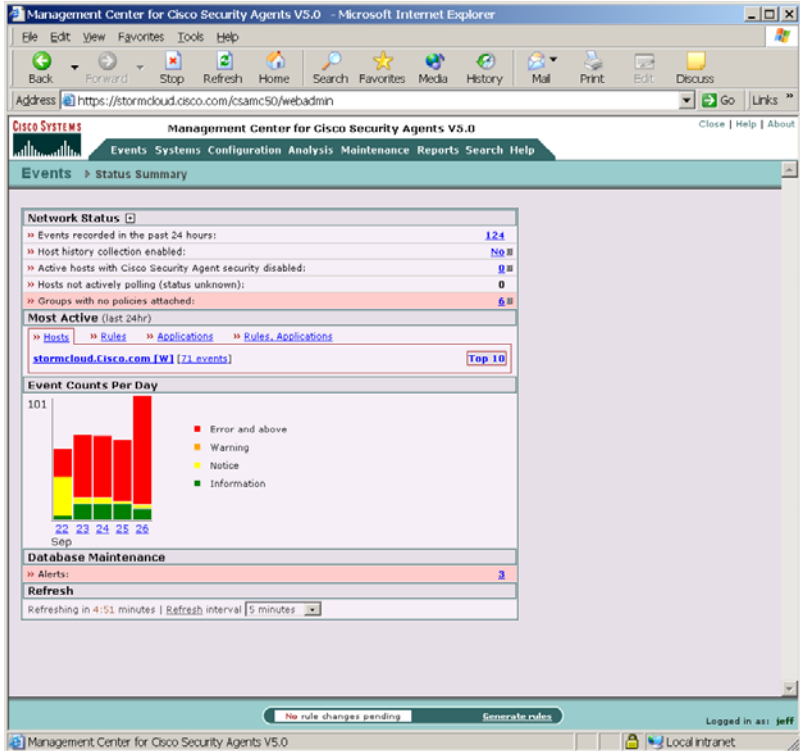 Management Center for Cisco Security Agents V5.0 - Microsoft Internet Explorer
File Edit View Favorites Tools Help
Back Forward Stop Refresh Home Search Favorites Media History Mail Print Edit Discuss
Address https://stormcloud.cisco.com/csamc50/webadmin Go Links »
CISCO SYSTEMS
Management Center for Cisco Security Agents V5.0
Close | Help | About
Events Systems Configuration Analysis Maintenance Reports Search Help
Events > Status Summary
Network Status +
» Events recorded in the past 24 hours: 124
» Host history collection enabled: No
» Active hosts with Cisco Security Agent security disabled: 0
» Hosts not actively polling (status unknown): 0
» Groups with no policies attached: 6
Most Active (last 24hr)
» Hosts » Rules » Applications » Rules, Applications
stormcloud.Cisco.com [W] [71 events] Top 10
Event Counts Per Day
101
Error and above
Warning
Notice
Information
22 23 24 25 26
Sep
Database Maintenance
» Alerts: 3
Refresh
Refreshing in 4:51 minutes | Refresh interval 5 minutes
No rule changes pending Generate rules
Logged in as: jeff
Management Center for Cisco Security Agents V5.0 Local intranet